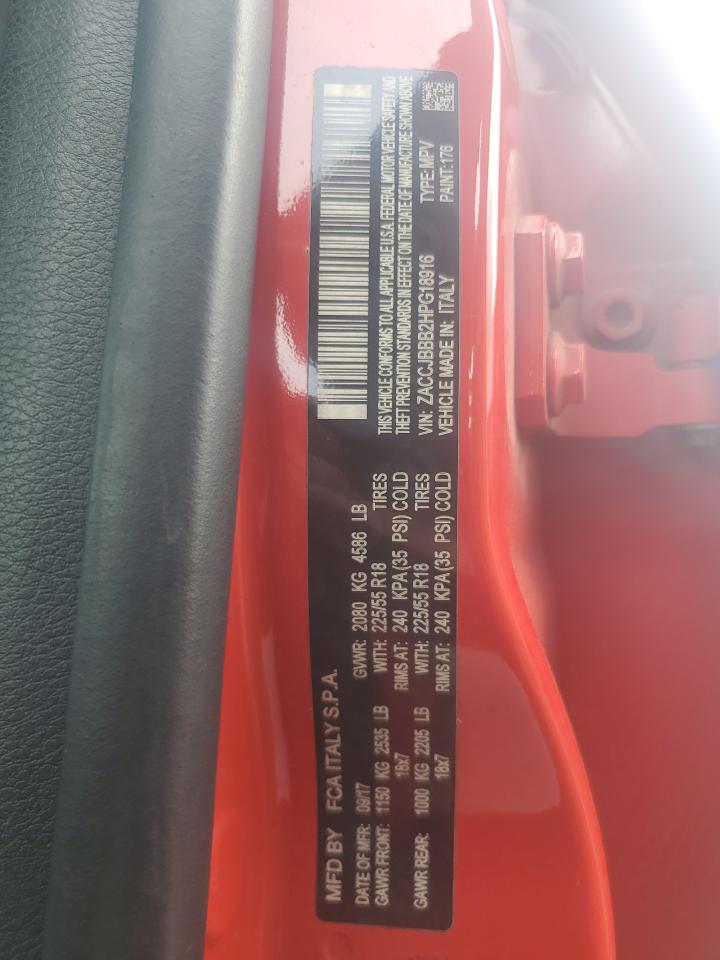 MFD BY FCA ITALY S.P.A.
DATE OF MFR: 09/17 GVWR: 2080 KG 4586 LB
GAWR FRONT: 1150 KG 2535 LB WITH: 225/55 R18 TIRES
18x7 RIMS AT: 240 KPA(35 PSI) COLD
GAWR REAR: 1000 KG 2205 LB WITH: 225/55 R18 TIRES
18x7 RIMS AT: 240 KPA(35 PSI) COLD
THIS VEHICLE CONFORMS TO ALL APPLICABLE U.S.A. FEDERAL MOTOR VEHICLE SAFETY AND
THEFT PREVENTION STANDARDS IN EFFECT ON THE DATE OF MANUFACTURE SHOWN ABOVE
VIN: ZACCJBBB2HPG18916 TYPE: MPV
VEHICLE MADE IN: ITALY PAINT:176